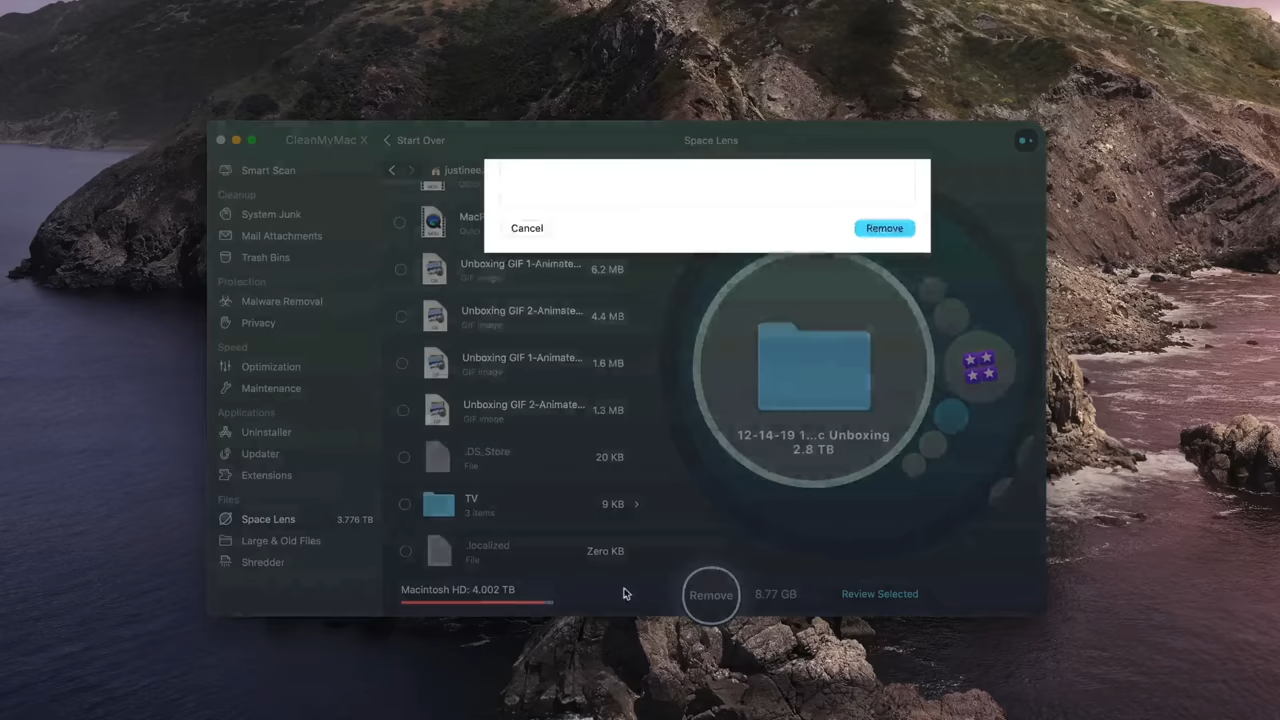 CleanMyMac X
Start Over
Space Lens
Smart Scan
Cleanup
System Junk
Mail Attachments
Trash Bins
Protection
Malware Removal
Privacy
Speed
Optimization
Maintenance
Applications
Uninstaller
Updater
Extensions
Files
Space Lens 3.776 TB
Large & Old Files
Shredder
justinee...
Cancel
Remove
Unboxing GIF 1-Animate... 6.2 MB
GIF image
Unboxing GIF 2-Animate... 4.4 MB
GIF image
Unboxing GIF 1-Animate... 1.6 MB
GIF image
Unboxing GIF 2-Animate... 1.3 MB
GIF image
.DS_Store 20 KB
File
TV 9 KB
3 items
.localized Zero KB
File
12-14-19 1...c Unboxing
2.8 TB
Macintosh HD: 4.002 TB
Remove
8.77 GB
Review Selected